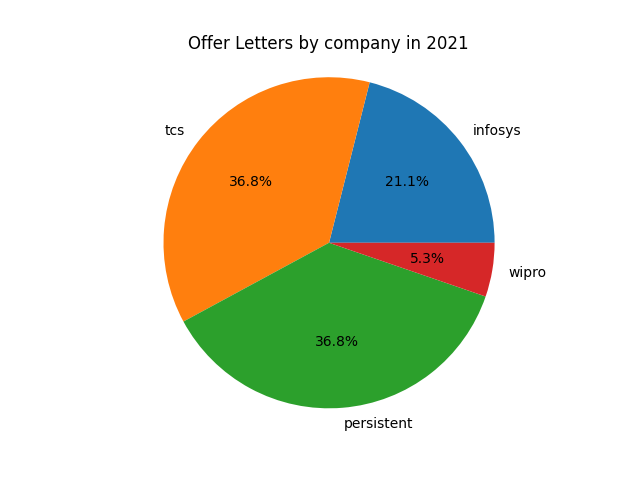 Offer Letters by company in 2021
tcs
infosys
36.8%
21.1%
5.3%
wipro
36.8%
persistent